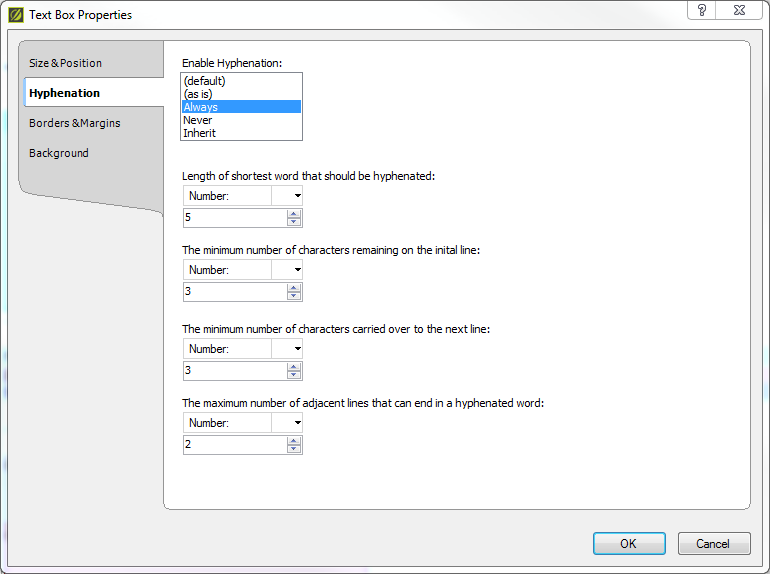 Text Box Properties
?
Size & Position
Hyphenation
Borders & Margins
Background
Enable Hyphenation:
(default)
(as is)
Always
Never
Inherit
Length of shortest word that should be hyphenated:
Number:
5
The minimum number of characters remaining on the inital line:
Number:
3
The minimum number of characters carried over to the next line:
Number:
3
The maximum number of adjacent lines that can end in a hyphenated word:
Number:
2
OK Cancel